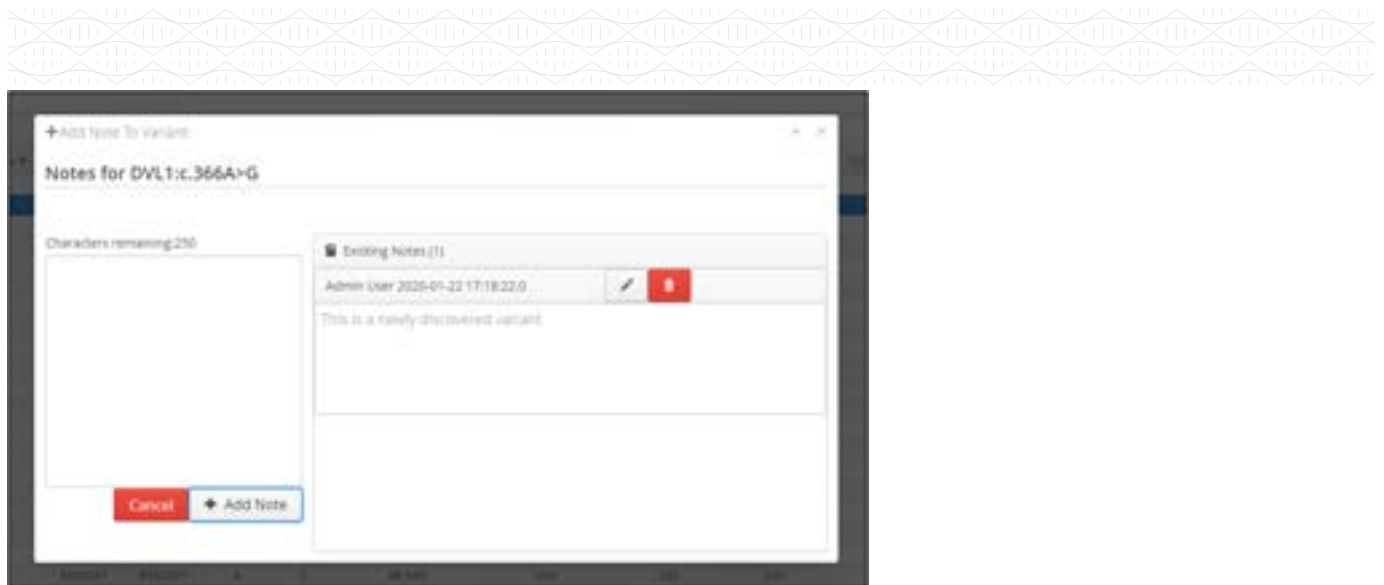 Add Note To Variant
Notes for DVL1:c.366A>G
Characters remaining:250
Existing Notes (1)
Admin User 2020-01-22 17:18:22.0
This is a newly discovered variant
Cancel
Add Note